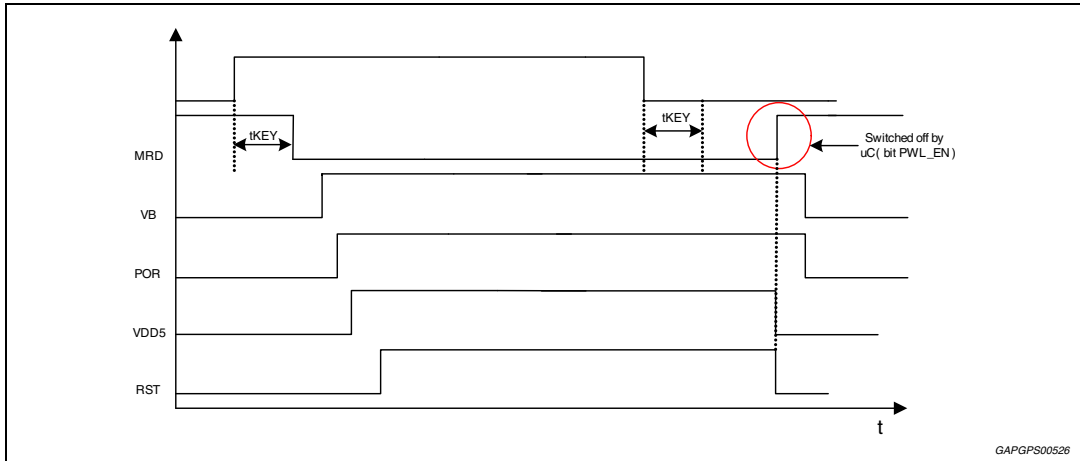 tKEY
tKEY
MRD
Switched off by
uC( bit PWL_EN)
VB
POR
VDD5
RST
t
GAPGPS00526